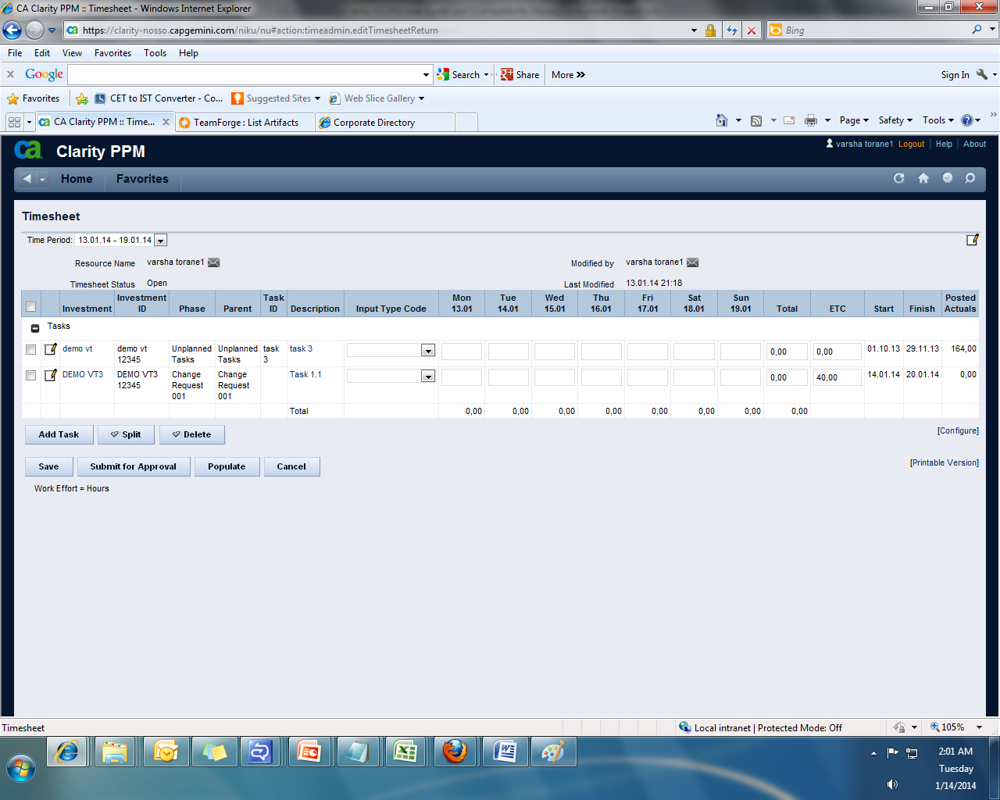 CA Clarity PPM :: Timesheet - Windows Internet Explorer
https://clarity-nosso.capgemini.com/niku/nu#action:timeadmin.editTimesheetReturn
Bing
File Edit View Favorites Tools Help
x Google Search Share More Sign In
Favorites CET to IST Converter - Co... Suggested Sites Web Slice Gallery
CA Clarity PPM :: Time... TeamForge : List Artifacts Corporate Directory Page Safety Tools
ca Clarity PPM varsha torane1 Logout Help About
Home Favorites
Timesheet
Time Period: 13.01.14 - 19.01.14
Resource Name varsha torane1 Modified by varsha torane1
Timesheet Status Open Last Modified 13.01.14 21:18
Investment Investment ID Phase Parent Task ID Description Input Type Code Mon 13.01 Tue 14.01 Wed 15.01 Thu 16.01 Fri 17.01 Sat 18.01 Sun 19.01 Total ETC Start Finish Posted Actuals
Tasks
demo vt demo vt 12345 Unplanned Tasks Unplanned Tasks task 3 task 3 0,00 0,00 01.10.13 29.11.13 164,00
DEMO VT3 DEMO VT3 12345 Change Request 001 Change Request 001 Task 1.1 0,00 40,00 14.01.14 20.01.14 0,00
Total 0,00 0,00 0,00 0,00 0,00 0,00 0,00 0,00
Add Task Split Delete [Configure]
Save Submit for Approval Populate Cancel [Printable Version]
Work Effort = Hours
Timesheet Local intranet | Protected Mode: Off 105%
2:01 AM
Tuesday
1/14/2014